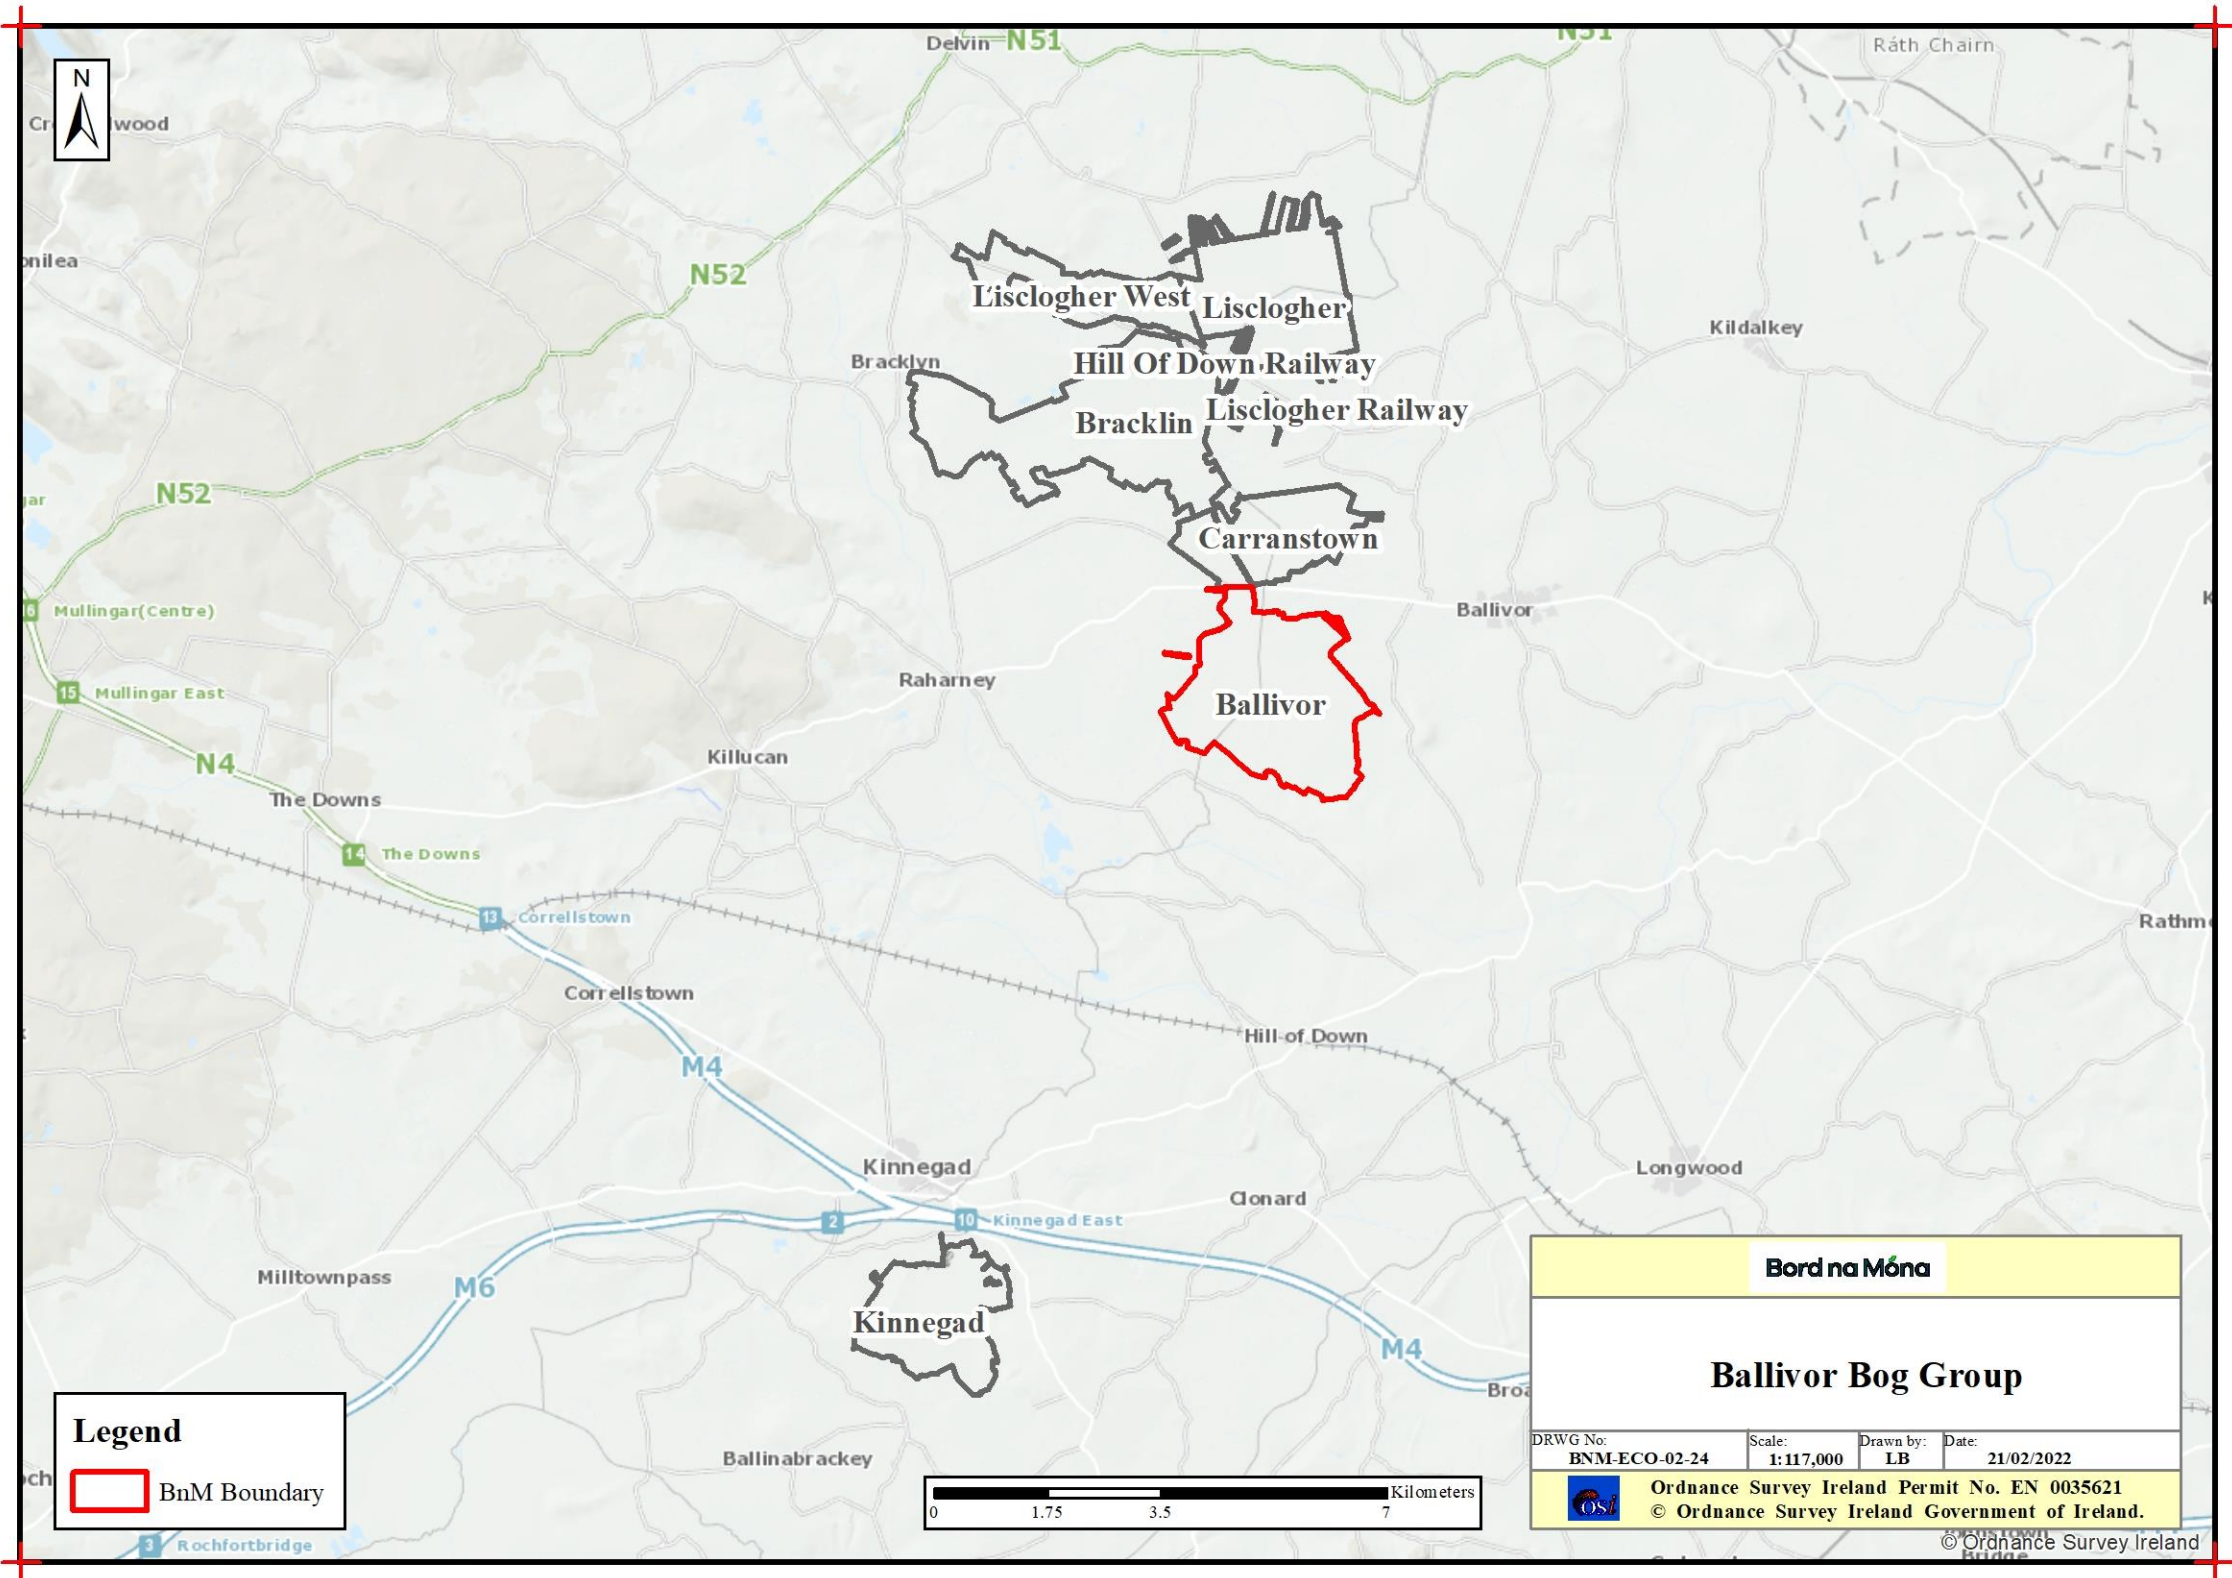 Delvin
N51
N51
Ráth Chairn
N
onilea
N52
Lisclogher West
Lisclogher
Kildalkey
Bracklyn
Hill Of Down Railway
Lisclogher Railway
Bracklin
N52
Carranstown
Mullingar(Centre)
Ballivor
15
Mullingar East
Raharney
Ballivor
Killucan
N4
The Downs
14
The Downs
13
Correllstown
Correllstown
Hill of Down
M4
Kinnegad
Longwood
Clonard
2
10
Kinnegad East
Milltownpass
M6
Kinnegad
M4
Bord na Móna
Ballivor Bog Group
Legend
BnM Boundary
Ballinabrackey
Kilometers
0 1.75 3.5 7
DRWG No: BNM-ECO-02-24
Scale: 1:117,000
Drawn by: LB
Date: 21/02/2022
osi
Ordnance Survey Ireland Permit No. EN 0035621
© Ordnance Survey Ireland Government of Ireland.
3
Rochfortbridge
© Ordnance Survey Ireland